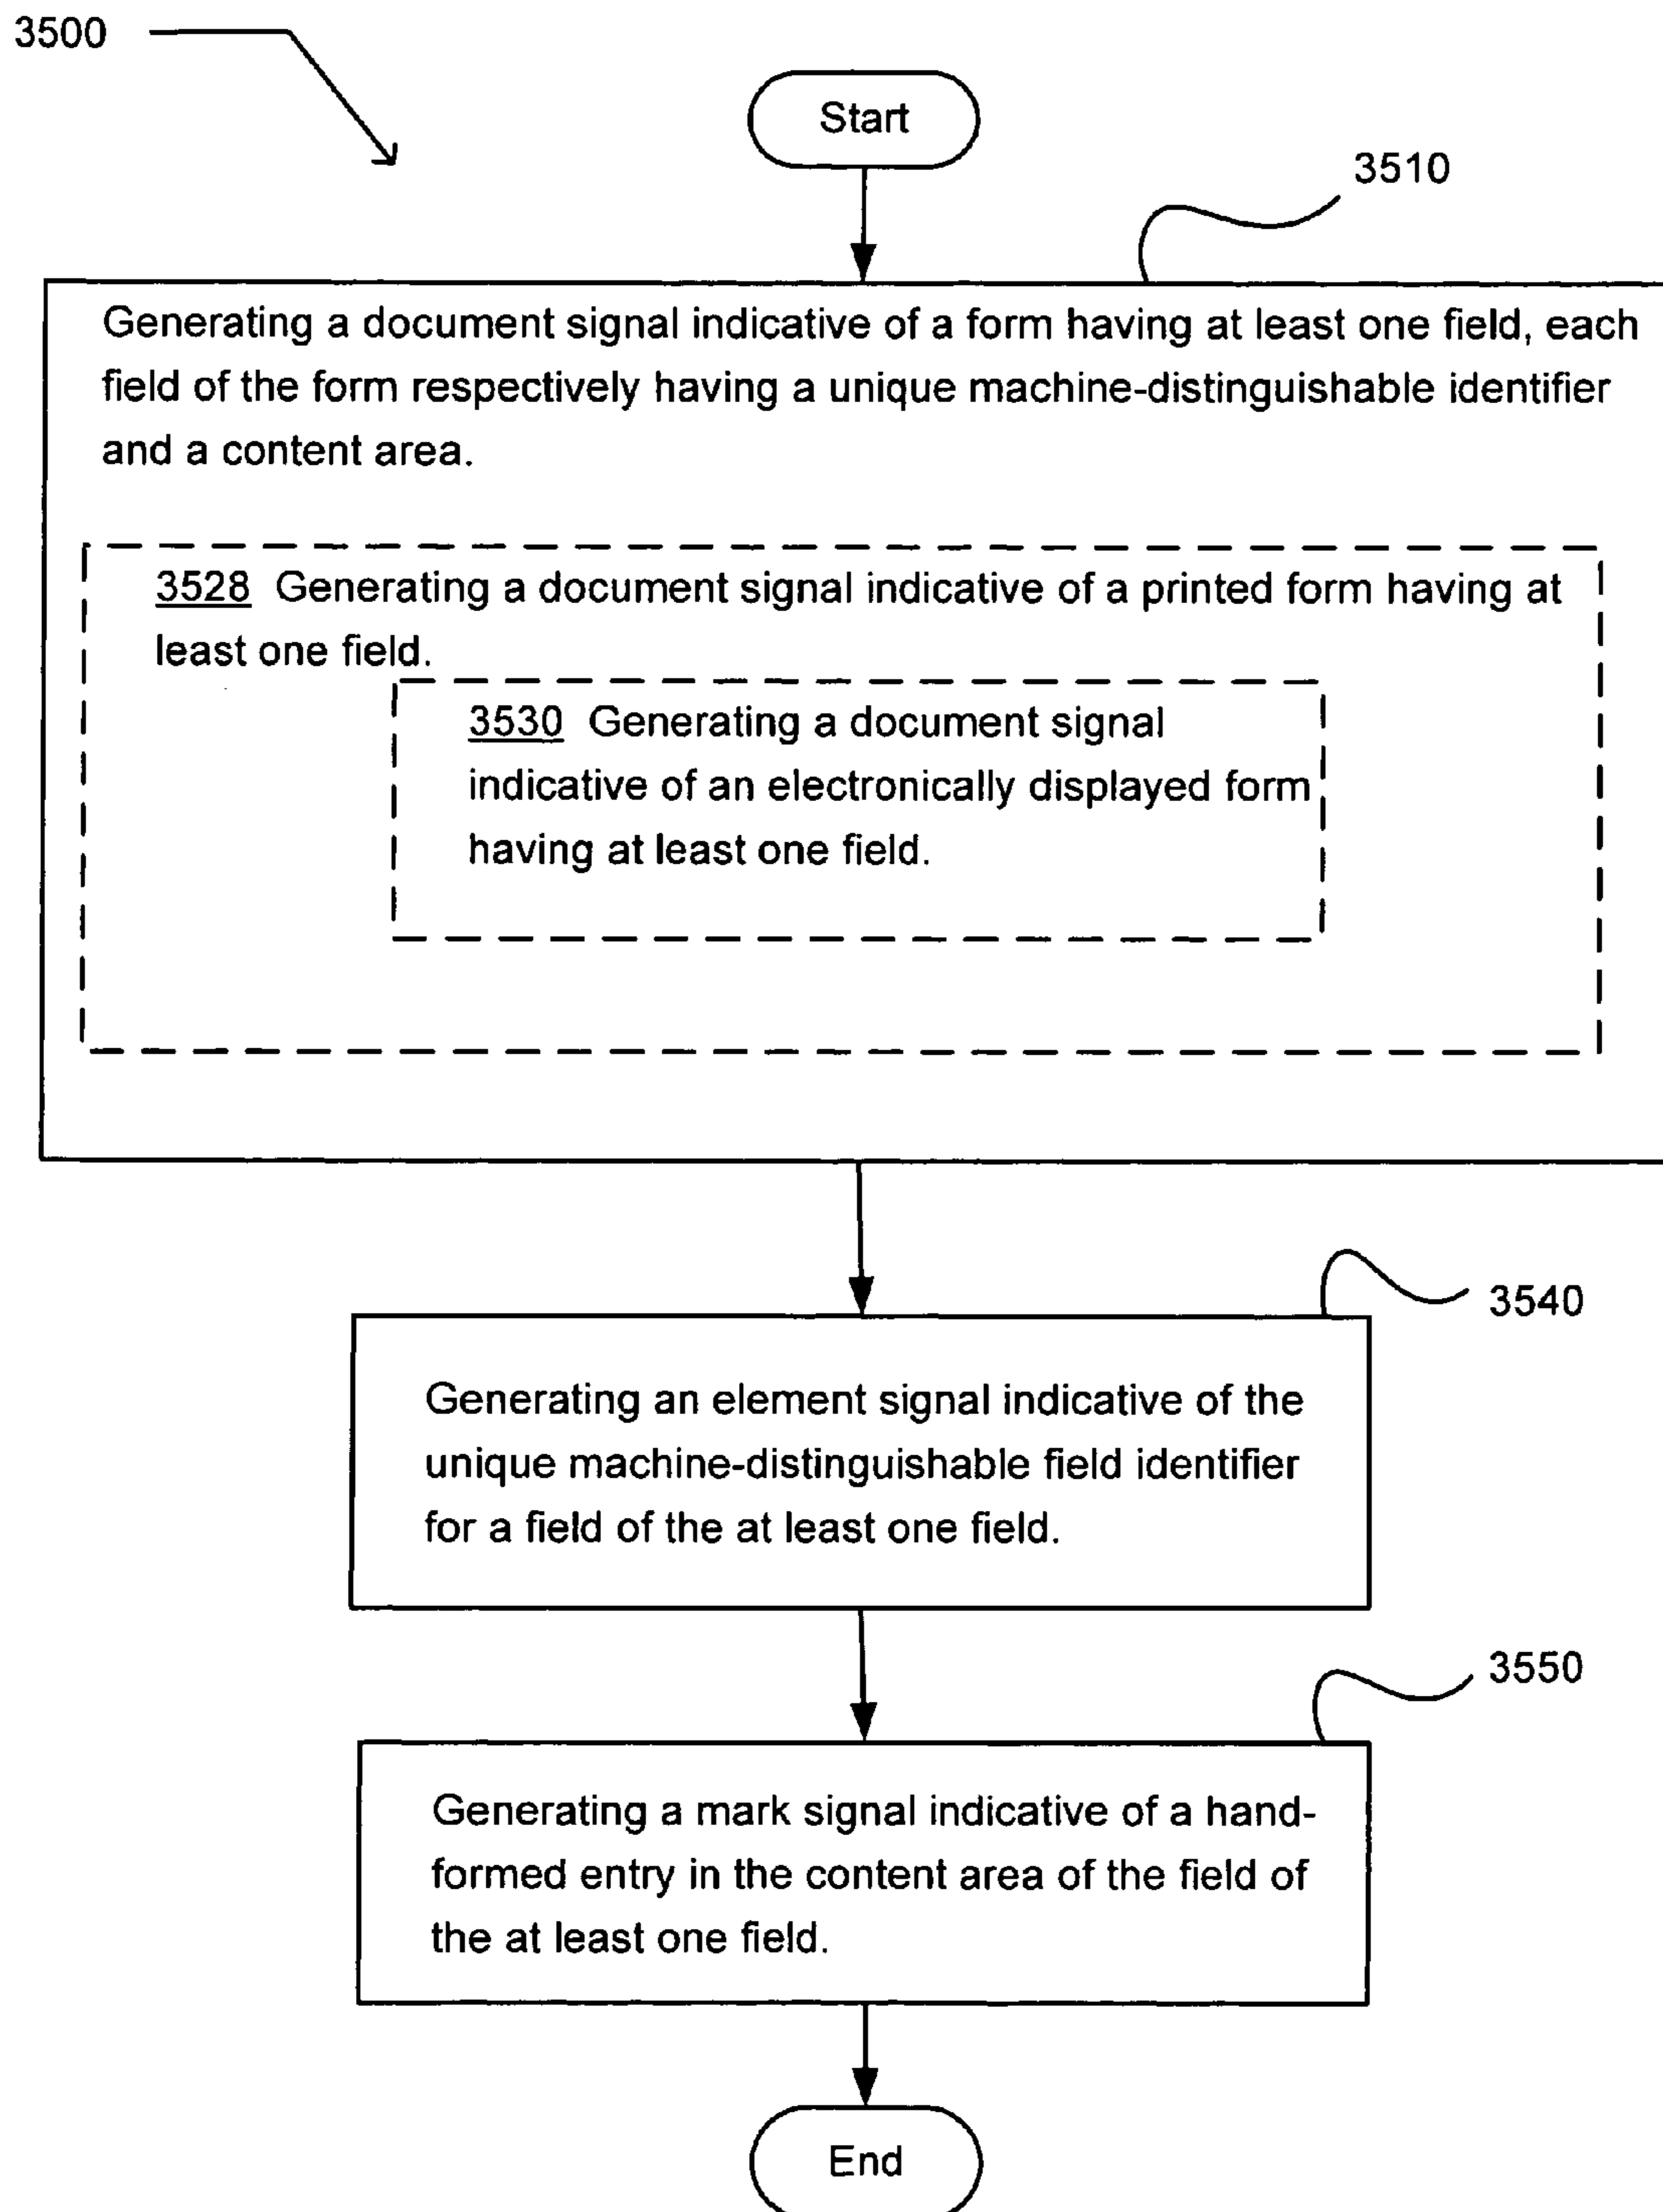 3500
Start
3510
Generating a document signal indicative of a form having at least one field, each
field of the form respectively having a unique machine-distinguishable identifier
and a content area.
3528 Generating a document signal indicative of a printed form having at
least one field.
3530 Generating a document signal
indicative of an electronically displayed form
having at least one field.
3540
Generating an element signal indicative of the
unique machine-distinguishable field identifier
for a field of the at least one field.
3550
Generating a mark signal indicative of a hand-
formed entry in the content area of the field of
the at least one field.
End